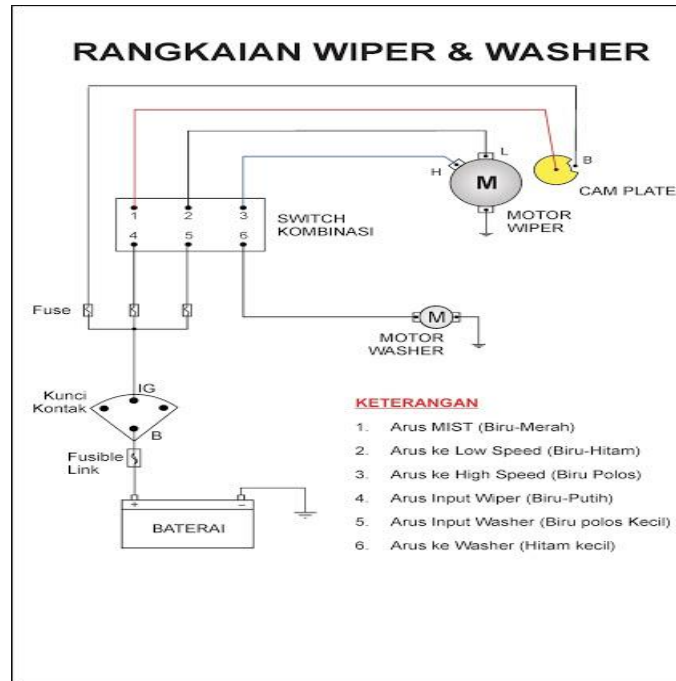 RANGKAIAN WIPER & WASHER
L
H
B
M
CAM PLATE
MOTOR
WIPER
1 2 3
4 5 6
SWITCH
KOMBINASI
Fuse
M
MOTOR
WASHER
IG
Kunci
Kontak
B
Fusible
Link
+ –
BATERAI
KETERANGAN
1. Arus MIST (Biru-Merah)
2. Arus ke Low Speed (Biru-Hitam)
3. Arus ke High Speed (Biru Polos)
4. Arus Input Wiper (Biru-Putih)
5. Arus Input Washer (Biru polos Kecil)
6. Arus ke Washer (Hitam kecil)